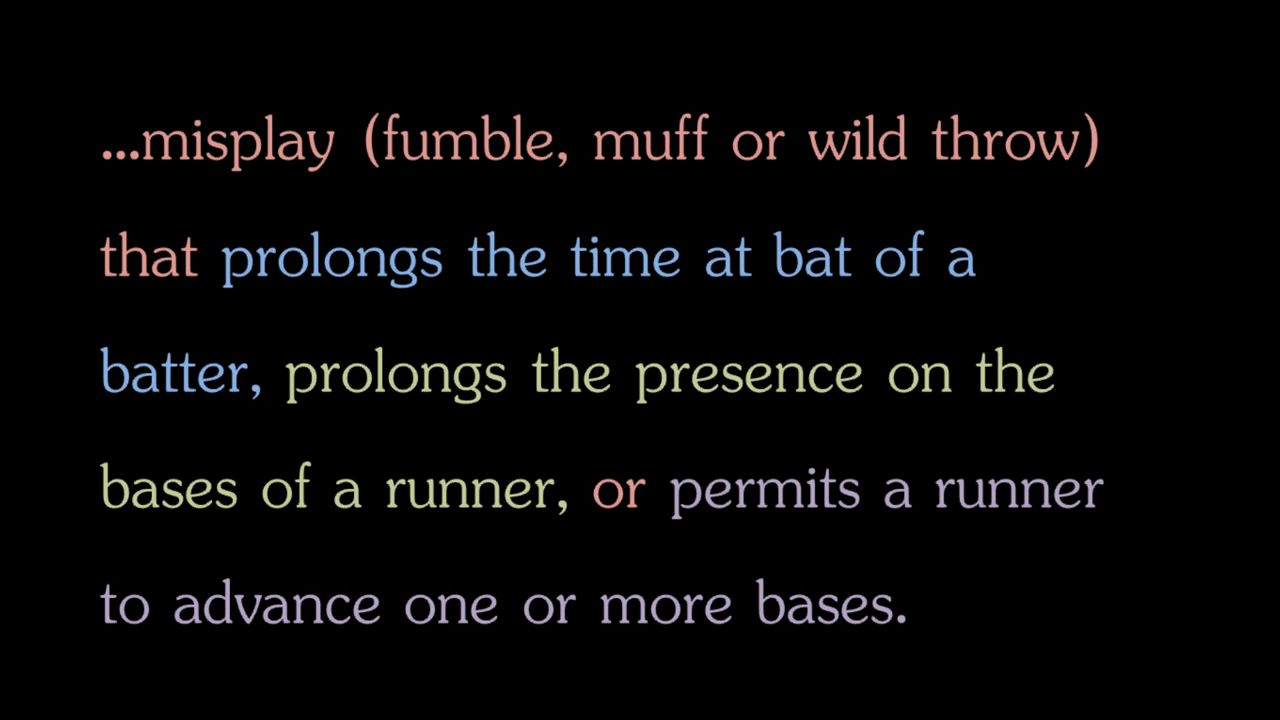 ...misplay (fumble, muff or wild throw)
that prolongs the time at bat of a
batter, prolongs the presence on the
bases of a runner, or permits a runner
to advance one or more bases.